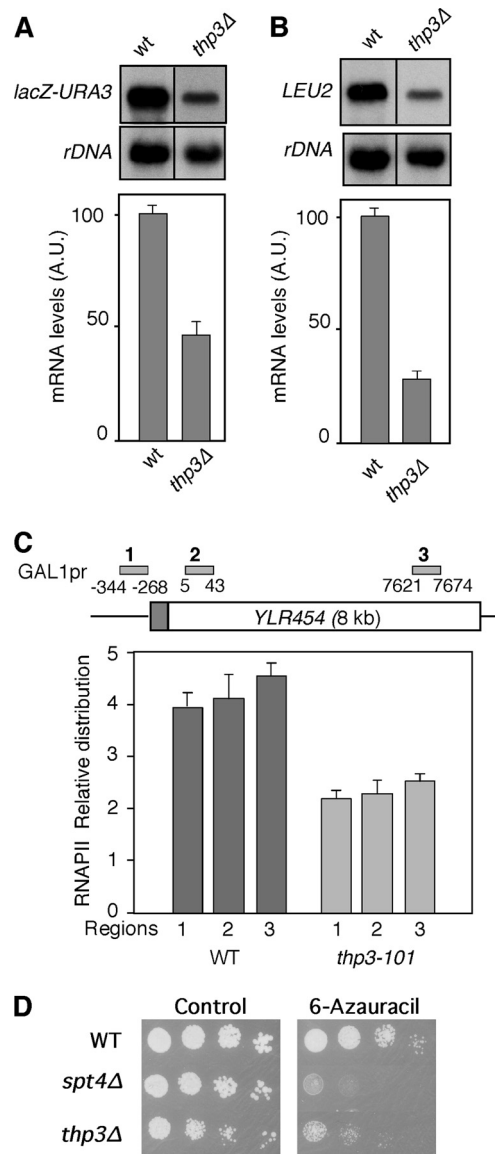 A
wt thp3Δ
lacZ-URA3
rDNA
mRNA levels (A.U.)
100
50
0
wt thp3Δ
B
wt thp3Δ
LEU2
rDNA
mRNA levels (A.U.)
100
50
0
wt thp3Δ
C
1 2 3
GAL1pr
-344 -268 5 43 7621 7674
YLR454 (8 kb)
RNAPII Relative distribution
5
4
3
2
1
0
Regions 1 2 3 1 2 3
WT thp3-101
D
Control 6-Azauracil
WT
spt4Δ
thp3Δ